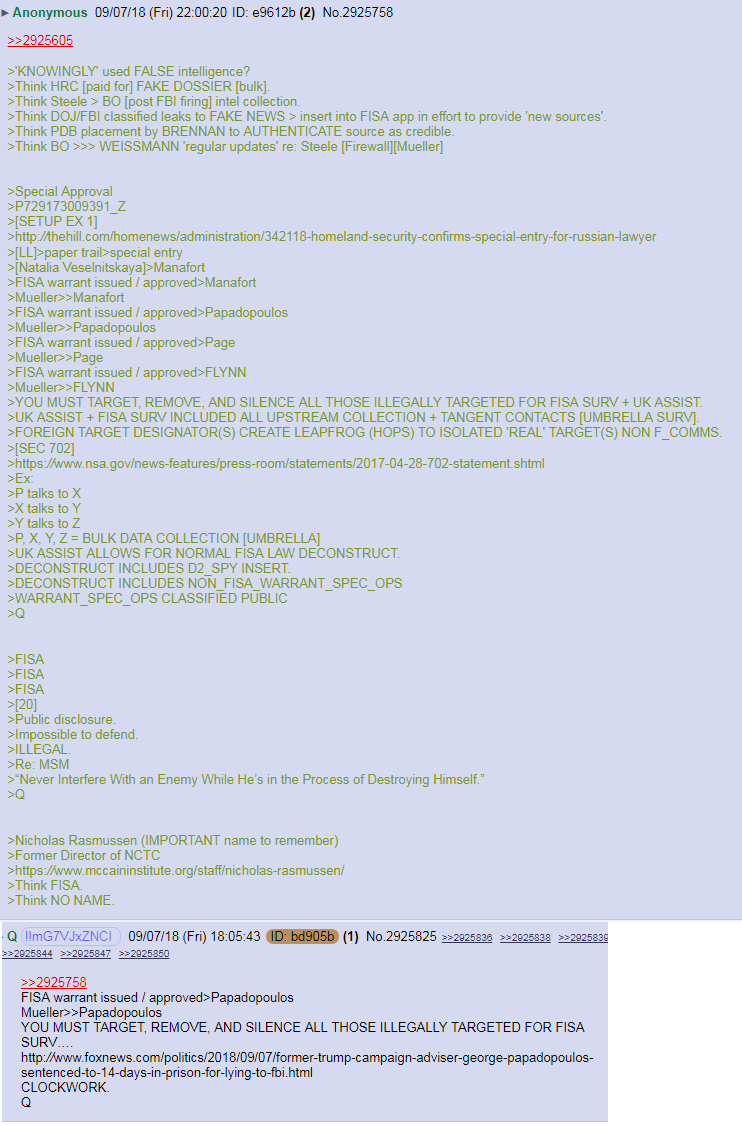 ▶ Anonymous 09/07/18 (Fri) 22:00:20 ID: e9612b (2) No.2925758
>>2925605
>'KNOWINGLY' used FALSE intelligence?
>Think HRC [paid for] FAKE DOSSIER [bulk].
>Think Steele > BO [post FBI firing] intel collection.
>Think DOJ/FBI classified leaks to FAKE NEWS > insert into FISA app in effort to provide 'new sources'.
>Think PDB placement by BRENNAN to AUTHENTICATE source as credible.
>Think BO >>> WEISSMANN 'regular updates' re: Steele [Firewall][Mueller]
>Special Approval
>P729173009391_Z
>[SETUP EX 1]
>http://thehill.com/homenews/administration/342118-homeland-security-confirms-special-entry-for-russian-lawyer
>[LL]>paper trail>special entry
>[Natalia Veselnitskaya]>Manafort
>FISA warrant issued / approved>Manafort
>Mueller>>Manafort
>FISA warrant issued / approved>Papadopoulos
>Mueller>>Papadopoulos
>FISA warrant issued / approved>Page
>Mueller>>Page
>FISA warrant issued / approved>FLYNN
>Mueller>>FLYNN
>YOU MUST TARGET, REMOVE, AND SILENCE ALL THOSE ILLEGALLY TARGETED FOR FISA SURV + UK ASSIST.
>UK ASSIST + FISA SURV INCLUDED ALL UPSTREAM COLLECTION + TANGENT CONTACTS [UMBRELLA SURV].
>FOREIGN TARGET DESIGNATOR(S) CREATE LEAPFROG (HOPS) TO ISOLATED 'REAL' TARGET(S) NON F_COMMS.
>[SEC 702]
>https://www.nsa.gov/news-features/press-room/statements/2017-04-28-702-statement.shtml
>Ex:
>P talks to X
>X talks to Y
>Y talks to Z
>P, X, Y, Z = BULK DATA COLLECTION [UMBRELLA]
>UK ASSIST ALLOWS FOR NORMAL FISA LAW DECONSTRUCT.
>DECONSTRUCT INCLUDES D2_SPY INSERT.
>DECONSTRUCT INCLUDES NON_FISA_WARRANT_SPEC_OPS
>WARRANT_SPEC_OPS CLASSIFIED PUBLIC
>Q
>FISA
>FISA
>FISA
>[20]
>Public disclosure.
>Impossible to defend.
>ILLEGAL.
>Re: MSM
>“Never Interfere With an Enemy While He’s in the Process of Destroying Himself.”
>Q
>Nicholas Rasmussen (IMPORTANT name to remember)
>Former Director of NCTC
>https://www.mccaininstitute.org/staff/nicholas-rasmussen/
>Think FISA.
>Think NO NAME.
Q !!mG7VJxZNCI 09/07/18 (Fri) 18:05:43 ID: bd905b (1) No.2925825 >>2925836 >>2925838 >>2925839
>>2925844 >>2925847 >>2925850
>>2925758
FISA warrant issued / approved>Papadopoulos
Mueller>>Papadopoulos
YOU MUST TARGET, REMOVE, AND SILENCE ALL THOSE ILLEGALLY TARGETED FOR FISA
SURV….
http://www.foxnews.com/politics/2018/09/07/former-trump-campaign-adviser-george-papadopoulos-
sentenced-to-14-days-in-prison-for-lying-to-fbi.html
CLOCKWORK.
Q